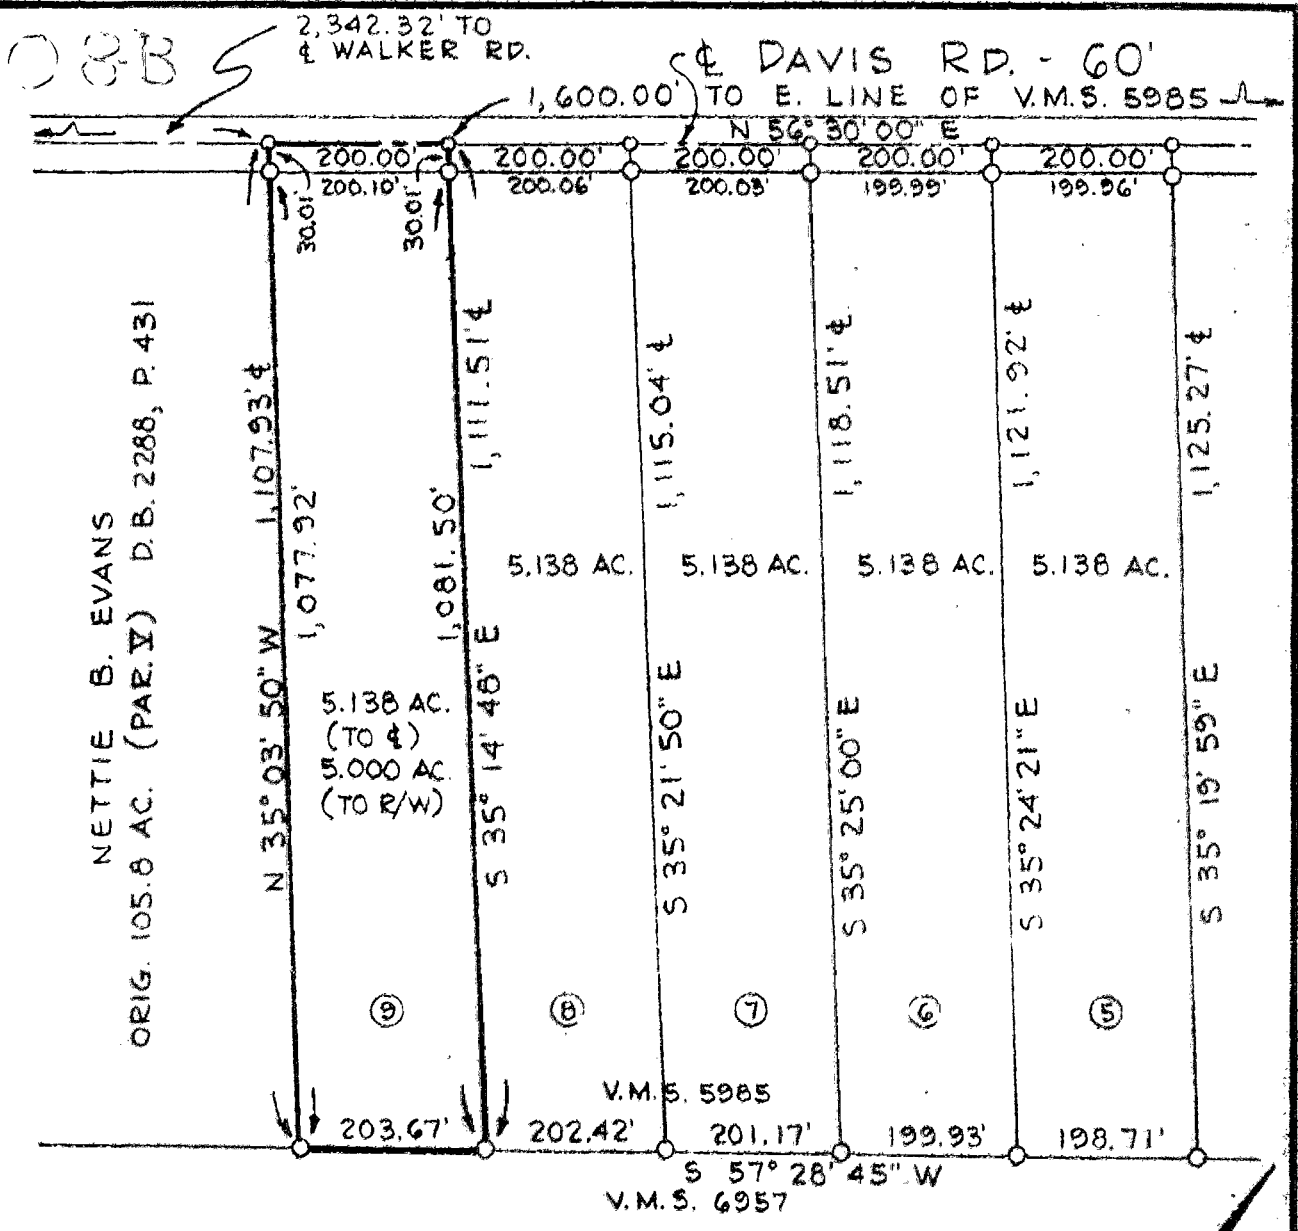 08B
2,342.32' TO
℄ WALKER RD.
℄ DAVIS RD. - 60'
1,600.00' TO E. LINE OF V.M.S. 5985
N 56° 30' 00" E
200.00' 200.00' 200.00' 200.00' 200.00'
200.10' 200.06' 200.03' 199.99' 199.96'
30.01' 30.01'
NETTIE B. EVANS
ORIG. 105.8 AC. (PAR. V) D.B. 2288, P. 431
N 35° 03' 50" W 1,107.93' ℄
1,077.92'
1,081.50'
S 35° 14' 48" E 1,111.51' ℄
S 35° 21' 50" E 1,115.04' ℄
S 35° 25' 00" E 1,118.51' ℄
S 35° 24' 21" E 1,121.92' ℄
S 35° 19' 59" E 1,125.27' ℄
5.138 AC. 5.138 AC. 5.138 AC. 5.138 AC.
5.138 AC.
(TO ℄)
5.000 AC.
(TO R/W)
9 8 7 6 5
V.M.S. 5985
203.67' 202.42' 201.17' 199.93' 198.71'
S 57° 28' 45" W
V.M.S. 6957